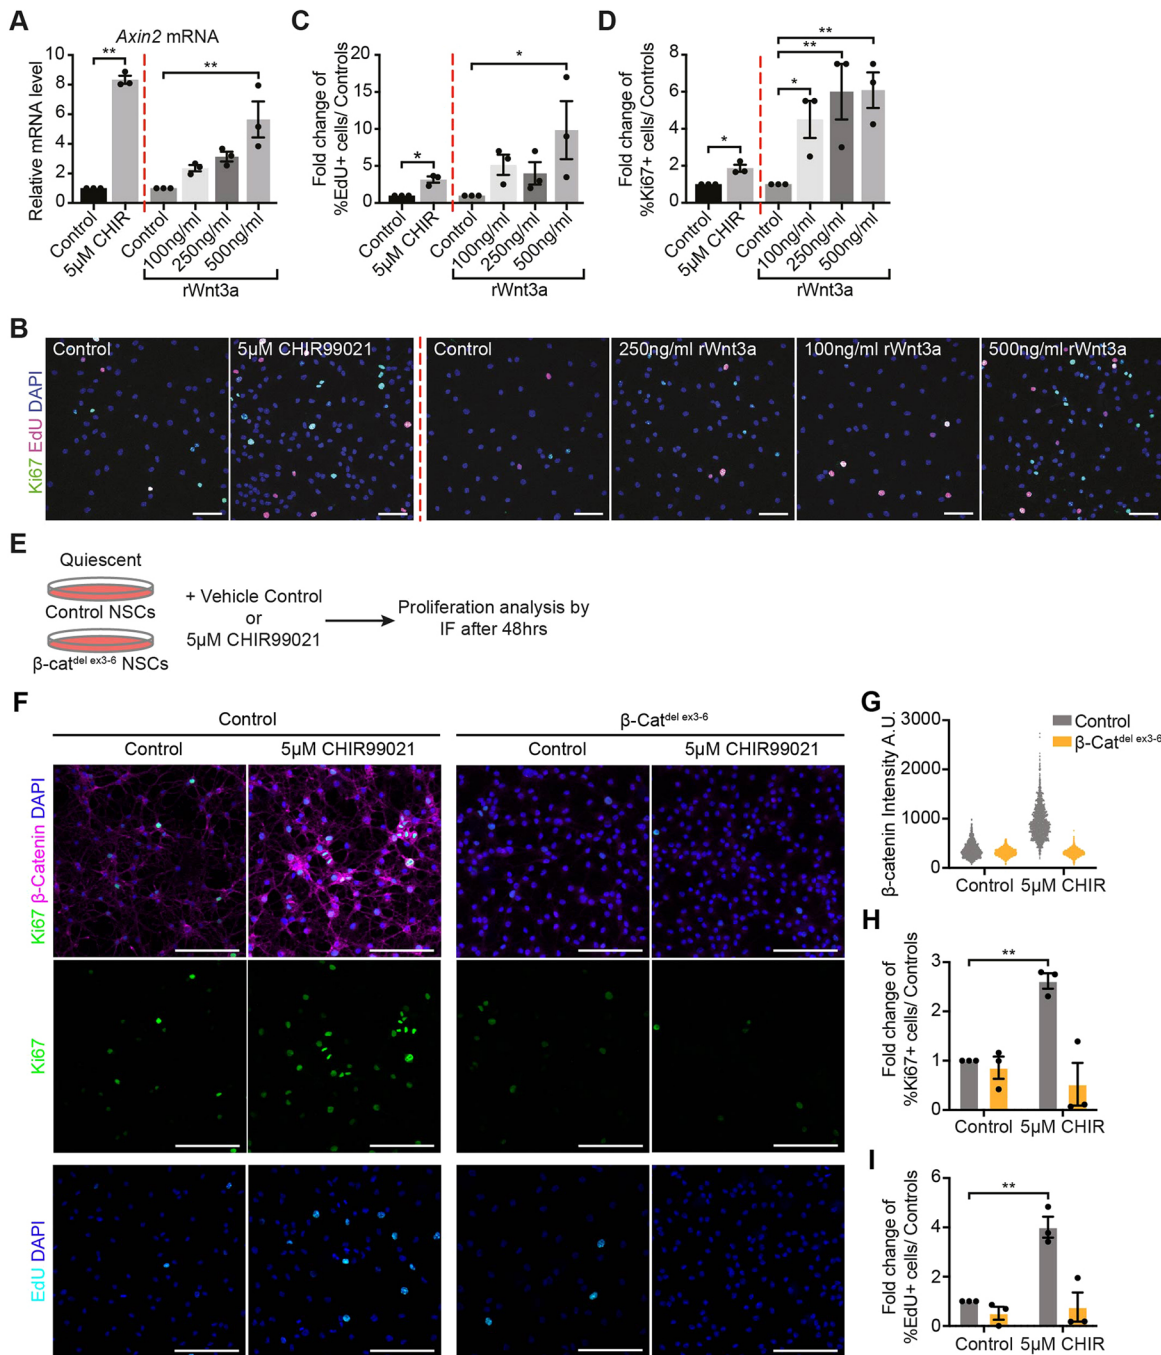 A
Axin2 mRNA
Relative mRNA level
10
8
6
4
2
0
**
**
Control
5µM CHIR
Control
100ng/ml
250ng/ml
500ng/ml
rWnt3a
C
Fold change of
%EdU+ cells/ Controls
25
20
15
10
5
0
*
*
Control
5µM CHIR
Control
100ng/ml
250ng/ml
500ng/ml
rWnt3a
D
Fold change of
%Ki67+ cells/ Controls
8
6
4
2
0
*
*
**
**
Control
5µM CHIR
Control
100ng/ml
250ng/ml
500ng/ml
rWnt3a
B
Ki67 EdU DAPI
Control
5µM CHIR99021
Control
250ng/ml rWnt3a
100ng/ml rWnt3a
500ng/ml rWnt3a
E
Quiescent
Control NSCs
β-cat^del ex3-6 NSCs
+ Vehicle Control
or
5µM CHIR99021
Proliferation analysis by
IF after 48hrs
F
Control
β-Cat^del ex3-6
Control
5µM CHIR99021
Control
5µM CHIR99021
Ki67 β-Catenin DAPI
Ki67
EdU DAPI
G
β-catenin Intensity A.U.
3000
2000
1000
0
Control
β-Cat^del ex3-6
Control
5µM CHIR
H
Fold change of
%Ki67+ cells/ Controls
3
2
1
0
**
Control
5µM CHIR
I
Fold change of
%EdU+ cells/ Controls
6
4
2
0
**
Control
5µM CHIR